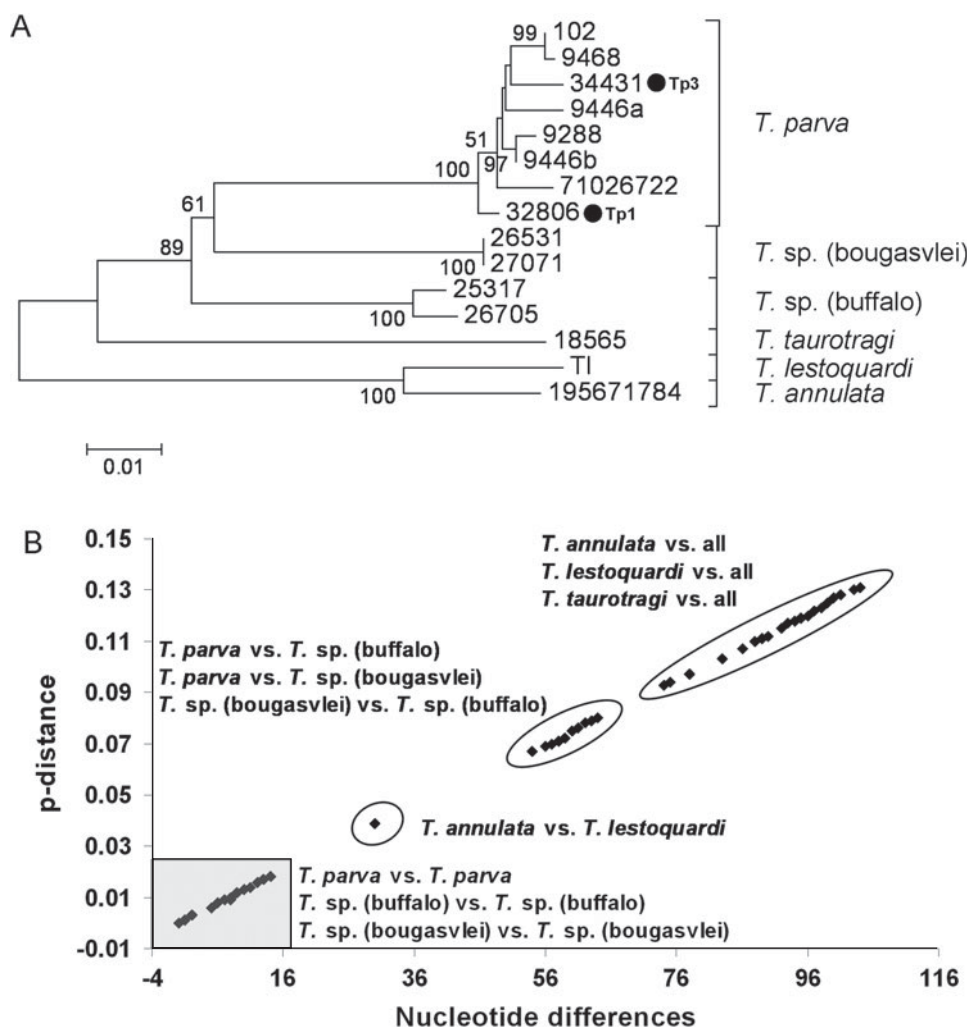 A
99
102
9468
34431 ● Tp3
9446a
T. parva
51
9288
97
9446b
100
71026722
61
32806 ● Tp1
26531
T. sp. (bougasvlei)
89
100
27071
25317
T. sp. (buffalo)
100
26705
18565
T. taurotragi
Tl
T. lestoquardi
100
195671784
T. annulata
0.01
B
0.15
0.13
0.11
0.09
0.07
0.05
0.03
0.01
-0.01
p-distance
T. annulata vs. all
T. lestoquardi vs. all
T. taurotragi vs. all
T. parva vs. T. sp. (buffalo)
T. parva vs. T. sp. (bougasvlei)
T. sp. (bougasvlei) vs. T. sp. (buffalo)
T. annulata vs. T. lestoquardi
T. parva vs. T. parva
T. sp. (buffalo) vs. T. sp. (buffalo)
T. sp. (bougasvlei) vs. T. sp. (bougasvlei)
-4 16 36 56 76 96 116
Nucleotide differences